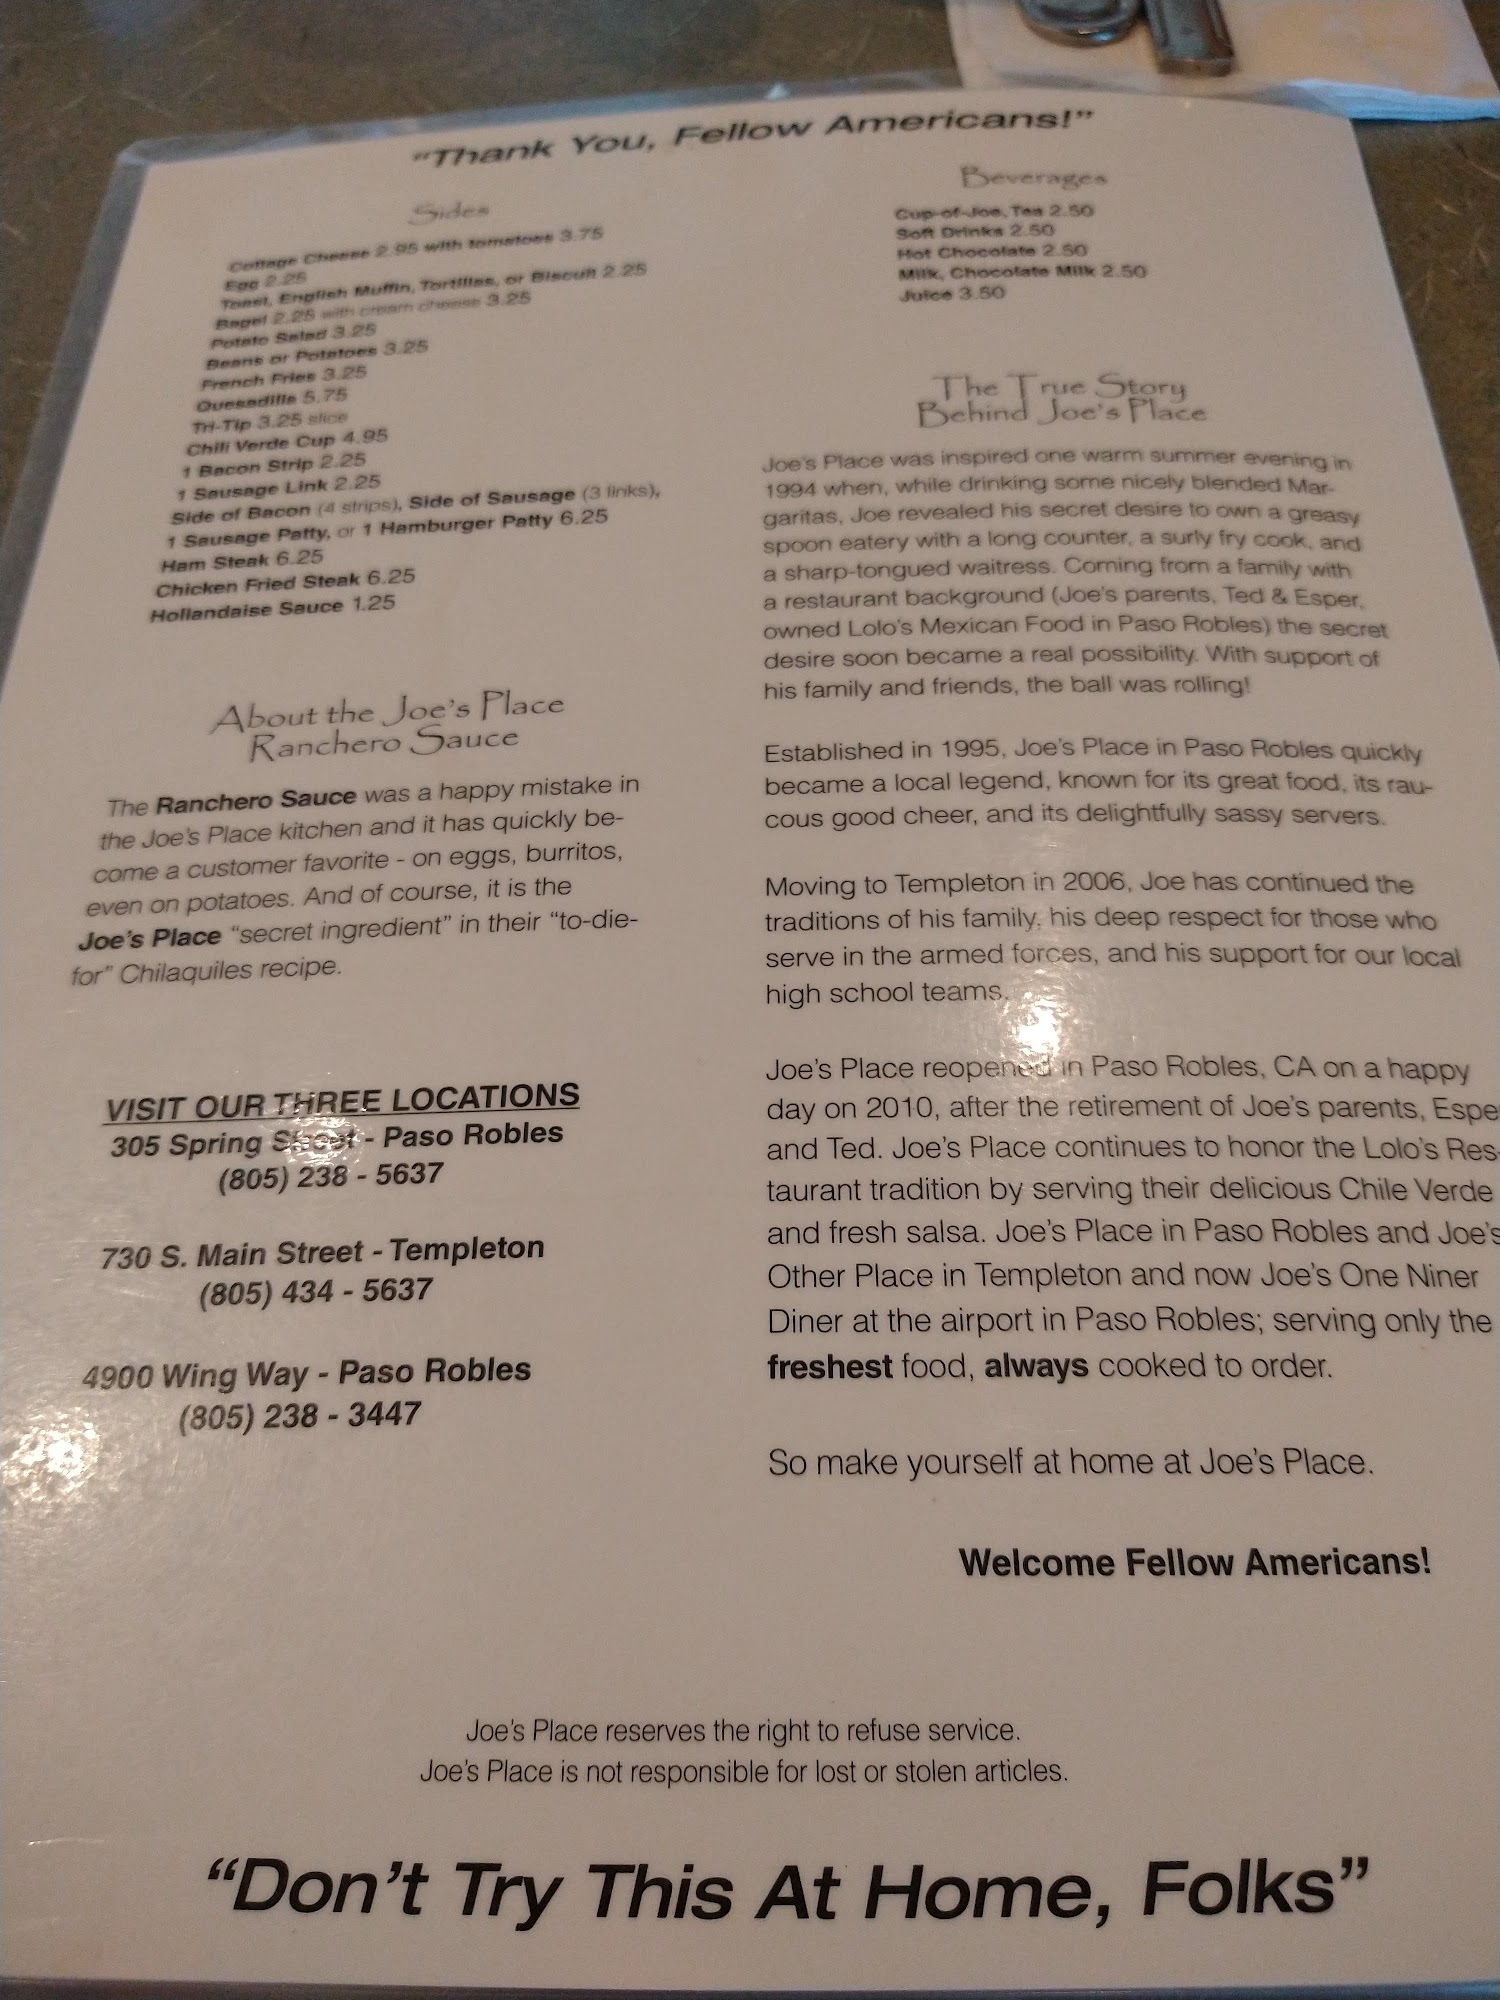 "Thank You, Fellow Americans!"
Sides
Cottage Cheese 2.95 with tomatoes 3.75
Egg 2.25
Toast, English Muffin, Tortillas, or Biscuit 2.25
Bagel 2.25 with cream cheese 3.25
Potato Salad 3.25
Beans or Potatoes 3.25
French Fries 3.25
Quesadilla 5.75
Tri-Tip 3.25 slice
Chili Verde Cup 4.95
1 Bacon Strip 2.25
1 Sausage Link 2.25
Side of Bacon (4 strips), Side of Sausage (3 links),
1 Sausage Patty, or 1 Hamburger Patty 6.25
Ham Steak 6.25
Chicken Fried Steak 6.25
Hollandaise Sauce 1.25
About the Joe's Place
Ranchero Sauce
The Ranchero Sauce was a happy mistake in
the Joe's Place kitchen and it has quickly be-
come a customer favorite - on eggs, burritos,
even on potatoes. And of course, it is the
Joe's Place "secret ingredient" in their "to-die-
for" Chilaquiles recipe.
VISIT OUR THREE LOCATIONS
305 Spring Street - Paso Robles
(805) 238 - 5637
730 S. Main Street - Templeton
(805) 434 - 5637
4900 Wing Way - Paso Robles
(805) 238 - 3447
Beverages
Cup-of-Joe, Tea 2.50
Soft Drinks 2.50
Hot Chocolate 2.50
Milk, Chocolate Milk 2.50
Juice 3.50
The True Story
Behind Joe's Place
Joe's Place was inspired one warm summer evening in
1994 when, while drinking some nicely blended Mar-
garitas, Joe revealed his secret desire to own a greasy
spoon eatery with a long counter, a surly fry cook, and
a sharp-tongued waitress. Coming from a family with
a restaurant background (Joe's parents, Ted & Esper,
owned Lolo's Mexican Food in Paso Robles) the secret
desire soon became a real possibility. With support of
his family and friends, the ball was rolling!
Established in 1995, Joe's Place in Paso Robles quickly
became a local legend, known for its great food, its rau-
cous good cheer, and its delightfully sassy servers.
Moving to Templeton in 2006, Joe has continued the
traditions of his family, his deep respect for those who
serve in the armed forces, and his support for our local
high school teams.
Joe's Place reopened in Paso Robles, CA on a happy
day on 2010, after the retirement of Joe's parents, Espe
and Ted. Joe's Place continues to honor the Lolo's Res-
taurant tradition by serving their delicious Chile Verde
and fresh salsa. Joe's Place in Paso Robles and Joe's
Other Place in Templeton and now Joe's One Niner
Diner at the airport in Paso Robles; serving only the
freshest food, always cooked to order.
So make yourself at home at Joe's Place.
Welcome Fellow Americans!
Joe's Place reserves the right to refuse service.
Joe's Place is not responsible for lost or stolen articles.
"Don't Try This At Home, Folks"